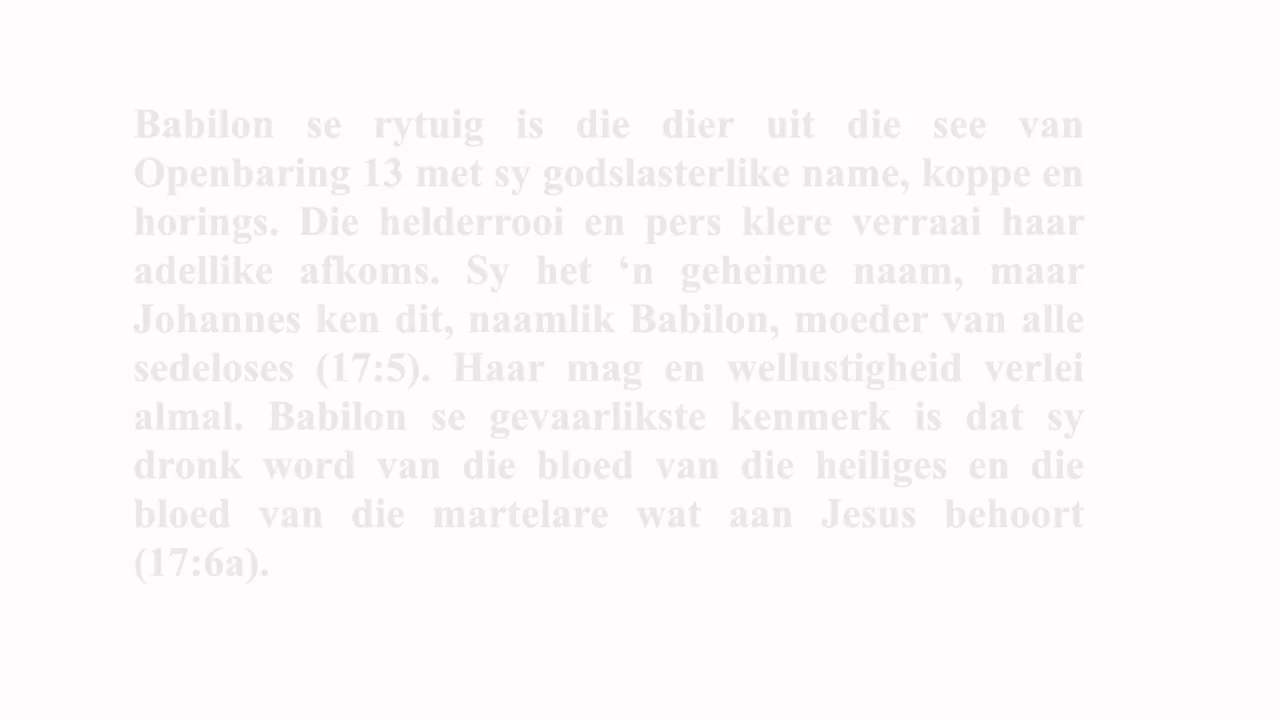 Babilon se rytuig is die dier uit die see van
Openbaring 13 met sy godslasterlike name, koppe en
horings. Die helderrooi en pers klere verraai haar
adellike afkoms. Sy het ‘n geheime naam, maar
Johannes ken dit, naamlik Babilon, moeder van alle
sedeloses (17:5). Haar mag en wellustigheid verlei
almal. Babilon se gevaarlikste kenmerk is dat sy
dronk word van die bloed van die heiliges en die
bloed van die martelare wat aan Jesus behoort
(17:6a).